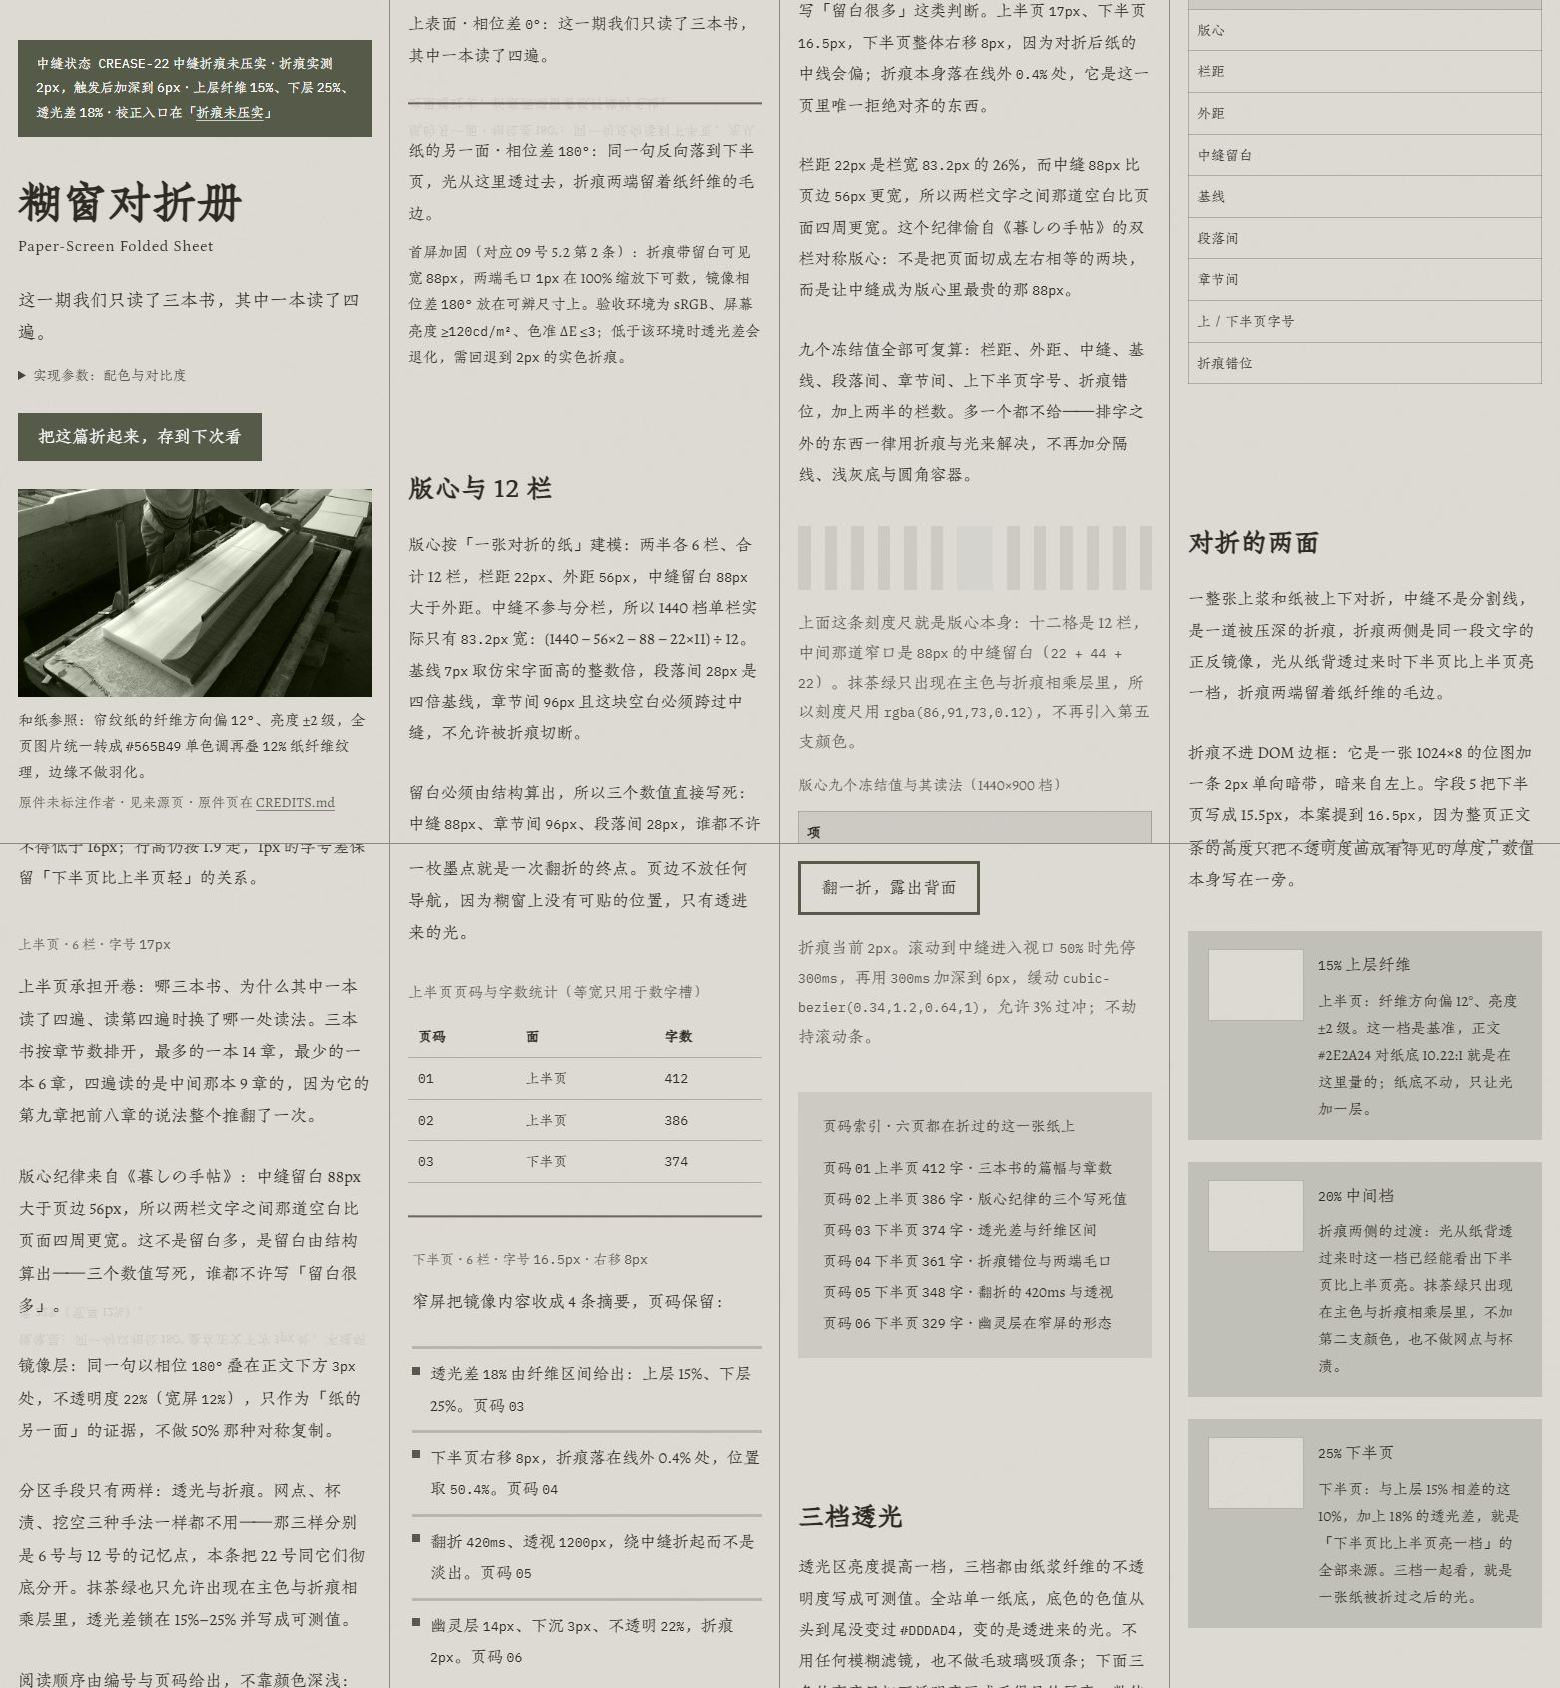 中缝状态 CREASE-22 中缝折痕未压实·折痕实测
2px，触发后加深到 6px·上层纤维 15%、下层 25%、
透光差 18%·校正入口在「折痕未压实」
糊窗对折册
Paper-Screen Folded Sheet
这一期我们只读了三本书，其中一本读了四
遍。
▶ 实现参数：配色与对比度
把这篇折起来，存到下次看
和纸参照：帘纹纸的纤维方向偏 12°、亮度 ±2 级，全
页图片统一转成 #565B49 单色调再叠 12% 纸纤维纹
理，边缘不做羽化。
原件未标注作者·见来源页·原件页在 CREDITS.md
上表面·相位差 0°：这一期我们只读了三本书，
其中一本读了四遍。
纸的另一面·相位差 180°：同一句反向落到下半
页，光从这里透过去，折痕两端留着纸纤维的毛
边。
首屏加固（对应 09 号 5.2 第 2 条）：折痕带留白可见
宽 88px，两端毛口 1px 在 100% 缩放下可数，镜像相
位差 180° 放在可辨尺寸上。验收环境为 sRGB、屏幕
亮度 ≥120cd/m²、色准 ΔE ≤3；低于该环境时透光差会
退化，需回退到 2px 的实色折痕。
版心与 12 栏
版心按「一张对折的纸」建模：两半各 6 栏、合
计 12 栏，栏距 22px、外距 56px，中缝留白 88px
大于外距。中缝不参与分栏，所以 1440 档单栏实
际只有 83.2px 宽：(1440 − 56×2 − 88 − 22×11) ÷ 12。
基线 7px 取仿宋字面高的整数倍，段落间 28px 是
四倍基线，章节间 96px 且这块空白必须跨过中
缝，不允许被折痕切断。
留白必须由结构算出，所以三个数值直接写死：
中缝 88px、章节间 96px、段落间 28px，谁都不许
写「留白很多」这类判断。上半页 17px、下半页
16.5px，下半页整体右移 8px，因为对折后纸的
中线会偏；折痕本身落在线外 0.4% 处，它是这一
页里唯一拒绝对齐的东西。
栏距 22px 是栏宽 83.2px 的 26%，而中缝 88px 比
页边 56px 更宽，所以两栏文字之间那道空白比页
面四周更宽。这个纪律偷自《暮しの手帖》的双
栏对称版心：不是把页面切成左右相等的两块，
而是让中缝成为版心里最贵的那 88px。
九个冻结值全部可复算：栏距、外距、中缝、基
线、段落间、章节间、上下半页字号、折痕错
位，加上两半的栏数。多一个都不给——排字之
外的东西一律用折痕与光来解决，不再加分隔
线、浅灰底与圆角容器。
上面这条刻度尺就是版心本身：十二格是 12 栏，
中间那道窄口是 88px 的中缝留白（22 + 44 +
22）。抹茶绿只出现在主色与折痕相乘层里，所
以刻度尺用 rgba(86,91,73,0.12)，不再引入第五
支颜色。
版心九个冻结值与其读法（1440×900 档）
项
版心
栏距
外距
中缝留白
基线
段落间
章节间
上 / 下半页字号
折痕错位
对折的两面
一整张上浆和纸被上下对折，中缝不是分割线，
是一道被压深的折痕，折痕两侧是同一段文字的
正反镜像，光从纸背透过来时下半页比上半页亮
一档，折痕两端留着纸纤维的毛边。
折痕不进 DOM 边框：它是一张 1024×8 的位图加
一条 2px 单向暗带，暗来自左上。字段 5 把下半
页写成 15.5px，本案提到 16.5px，因为整页正文
不得低于 16px；行高仍按 1.9 走，1px 的字号差保
留「下半页比上半页轻」的关系。
上半页·6 栏·字号 17px
上半页承担开卷：哪三本书、为什么其中一本
读了四遍、读第四遍时换了哪一处读法。三本
书按章节数排开，最多的一本 14 章，最少的一
本 6 章，四遍读的是中间那本 9 章的，因为它的
第九章把前八章的说法整个推翻了一次。
版心纪律来自《暮しの手帖》：中缝留白 88px
大于页边 56px，所以两栏文字之间那道空白比
页面四周更宽。这不是留白多，是留白由结构
算出——三个数值写死，谁都不许写「留白很
多」。
镜像层：同一句以相位 180° 叠在正文下方 3px
处，不透明度 22%（宽屏 12%），只作为「纸的
另一面」的证据，不做 50% 那种对称复制。
分区手段只有两样：透光与折痕。网点、杯
渍、挖空三种手法一样都不用——那三样分别
是 6 号与 12 号的记忆点，本条把 22 号同它们彻
底分开。抹茶绿也只允许出现在主色与折痕相
乘层里，透光差锁在 15%–25% 并写成可测值。
阅读顺序由编号与页码给出，不靠颜色深浅：
一枚墨点就是一次翻折的终点。页边不放任何
导航，因为糊窗上没有可贴的位置，只有透进
来的光。
上半页页码与字数统计（等宽只用于数字槽）
页码 面 字数
01 上半页 412
02 上半页 386
03 下半页 374
下半页·6 栏·字号 16.5px·右移 8px
窄屏把镜像内容收成 4 条摘要，页码保留：
透光差 18% 由纤维区间给出：上层 15%、下层
25%。页码 03
下半页右移 8px，折痕落在线外 0.4% 处，位置
取 50.4%。页码 04
翻折 420ms、透视 1200px，绕中缝折起而不是
淡出。页码 05
幽灵层 14px、下沉 3px、不透明 22%，折痕
2px。页码 06
翻一折，露出背面
折痕当前 2px。滚动到中缝进入视口 50% 时先停
300ms，再用 300ms 加深到 6px，缓动 cubic-
bezier(0.34,1.2,0.64,1)，允许 3% 过冲；不劫
持滚动条。
页码索引·六页都在折过的这一张纸上
页码 01 上半页 412 字·三本书的篇幅与章数
页码 02 上半页 386 字·版心纪律的三个写死值
页码 03 下半页 374 字·透光差与纤维区间
页码 04 下半页 361 字·折痕错位与两端毛口
页码 05 下半页 348 字·翻折的 420ms 与透视
页码 06 下半页 329 字·幽灵层在窄屏的形态
三档透光
透光区亮度提高一档，三档都由纸浆纤维的不透
明度写成可测值。全站单一纸底，底色的色值从
头到尾没变过 #DDDAD4，变的是透进来的光。不
用任何模糊滤镜，也不做毛玻璃吸顶条；下面三
条的高度只把不透明度画成看得见的厚度，数值
本身写在一旁。
15% 上层纤维
上半页：纤维方向偏 12°、亮度
±2 级。这一档是基准，正文
#2E2A24 对纸底 10.22:1 就是在
这里量的；纸底不动，只让光
加一层。
20% 中间档
折痕两侧的过渡：光从纸背透
过来时这一档已经能看出下半
页比上半页亮。抹茶绿只出现
在主色与折痕相乘层里，不加
第二支颜色，也不做网点与杯
渍。
25% 下半页
下半页：与上层 15% 相差的这
10%，加上 18% 的透光差，就是
「下半页比上半页亮一档」的
全部来源。三档一起看，就是
一张纸被折过之后的光。